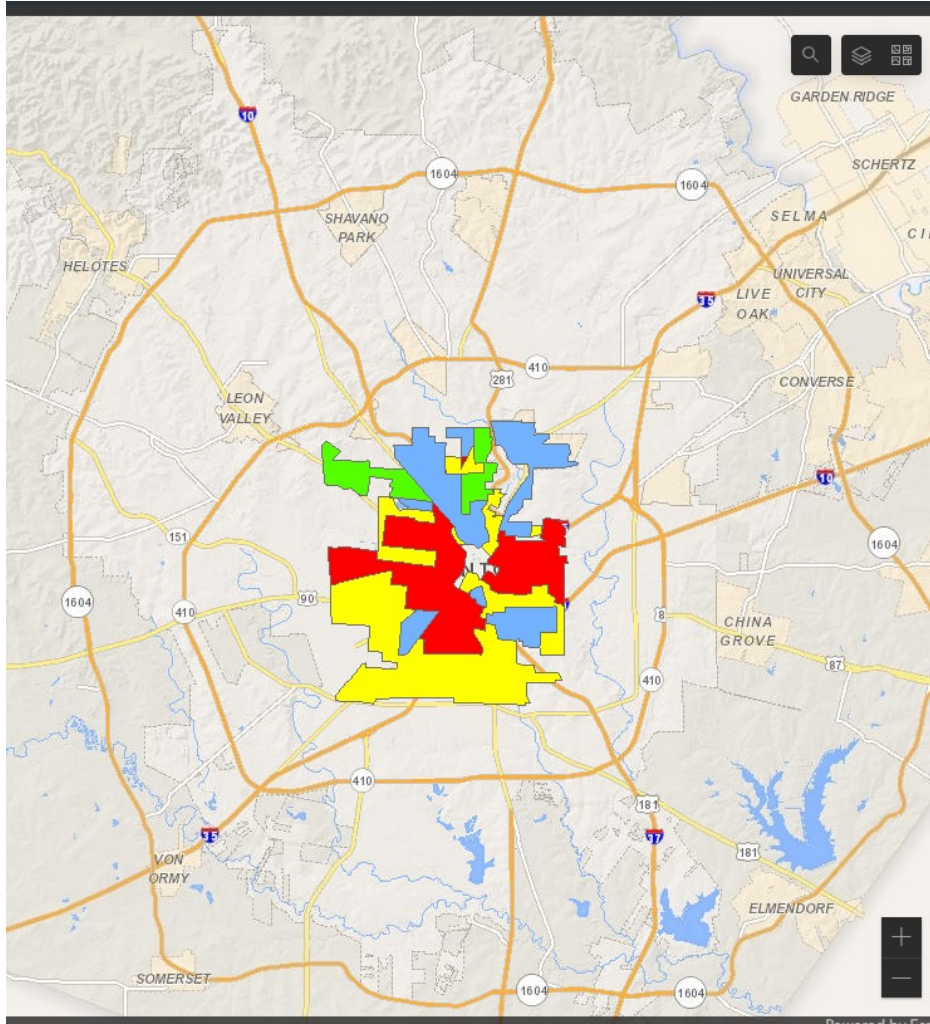 GARDEN RIDGE
10
SCHERTZ
1604
1604
SELMA
SHAVANO
PARK
HELOTES
UNIVERSAL
CITY
LIVE
OAK
35
410
281
CONVERSE
LEON
VALLEY
10
151
1604
90
1604
410
8
CHINA
GROVE
87
410
410
181
35
37
181
VON
ORMY
ELMENDORF
SOMERSET
1604
1604
Powered by